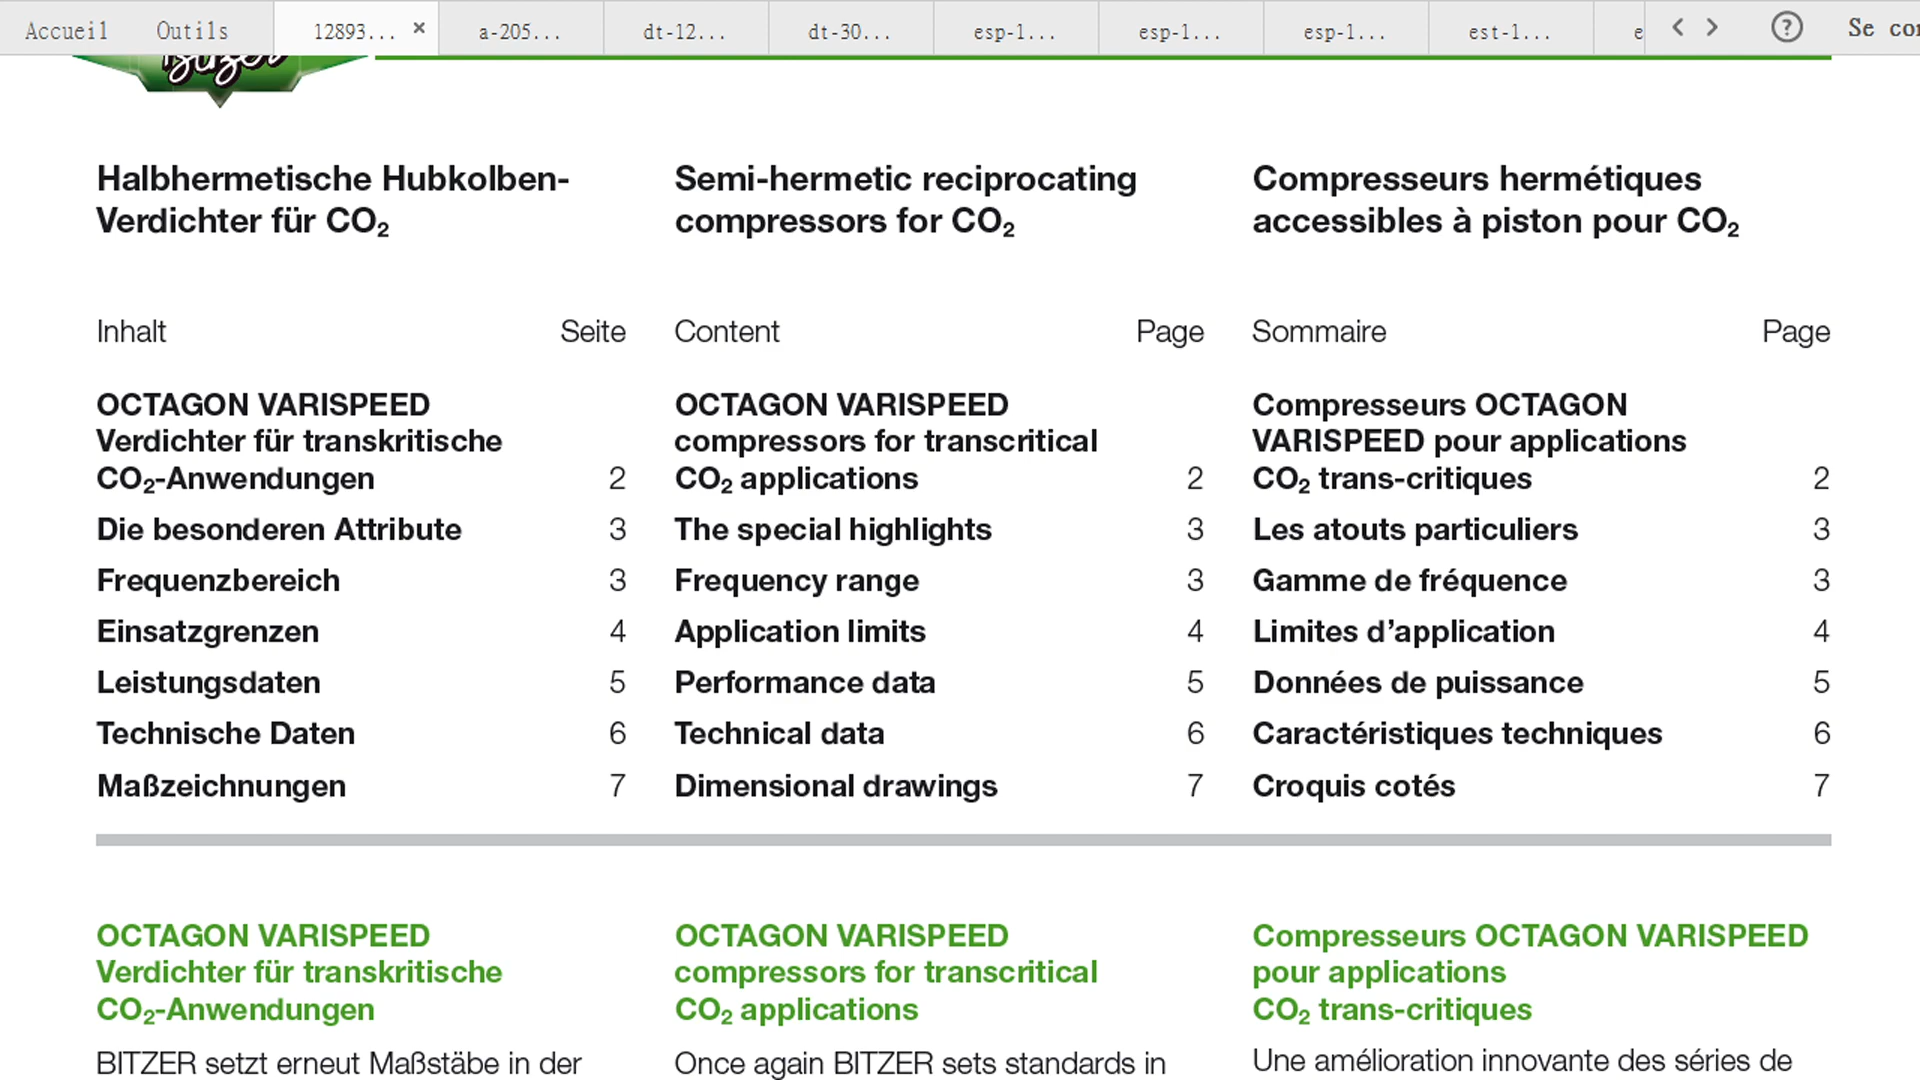 Accueil Outils 12893... × a-205... dt-12... dt-30... esp-1... esp-1... esp-1... est-1... e ? Se
Bitzer
Halbhermetische Hubkolben-
Verdichter für CO₂
Semi-hermetic reciprocating
compressors for CO₂
Compresseurs hermétiques
accessibles à piston pour CO₂
Inhalt Seite
OCTAGON VARISPEED
Verdichter für transkritische
CO₂-Anwendungen 2
Die besonderen Attribute 3
Frequenzbereich 3
Einsatzgrenzen 4
Leistungsdaten 5
Technische Daten 6
Maßzeichnungen 7
Content Page
OCTAGON VARISPEED
compressors for transcritical
CO₂ applications 2
The special highlights 3
Frequency range 3
Application limits 4
Performance data 5
Technical data 6
Dimensional drawings 7
Sommaire Page
Compresseurs OCTAGON
VARISPEED pour applications
CO₂ trans-critiques 2
Les atouts particuliers 3
Gamme de fréquence 3
Limites d’application 4
Données de puissance 5
Caractéristiques techniques 6
Croquis cotés 7
OCTAGON VARISPEED
Verdichter für transkritische
CO₂-Anwendungen
BITZER setzt erneut Maßstäbe in der
OCTAGON VARISPEED
compressors for transcritical
CO₂ applications
Once again BITZER sets standards in
Compresseurs OCTAGON VARISPEED
pour applications
CO₂ trans-critiques
Une amélioration innovante des séries de